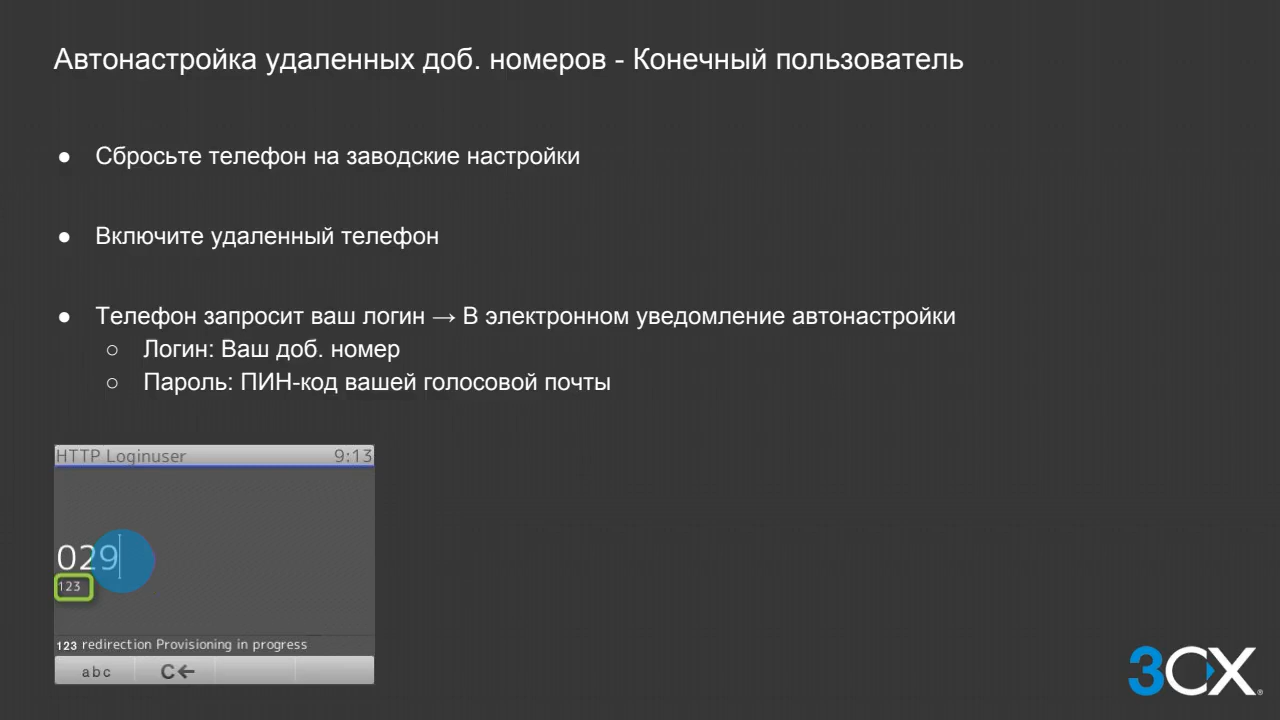 Автонастройка удаленных доб. номеров - Конечный пользователь
● Сбросьте телефон на заводские настройки
● Включите удаленный телефон
● Телефон запросит ваш логин → В электронном уведомление автонастройки
○ Логин: Ваш доб. номер
○ Пароль: ПИН-код вашей голосовой почты
HTTP Loginuser 9:13
029
123
123 redirection Provisioning in progress
abc C←
3CX®